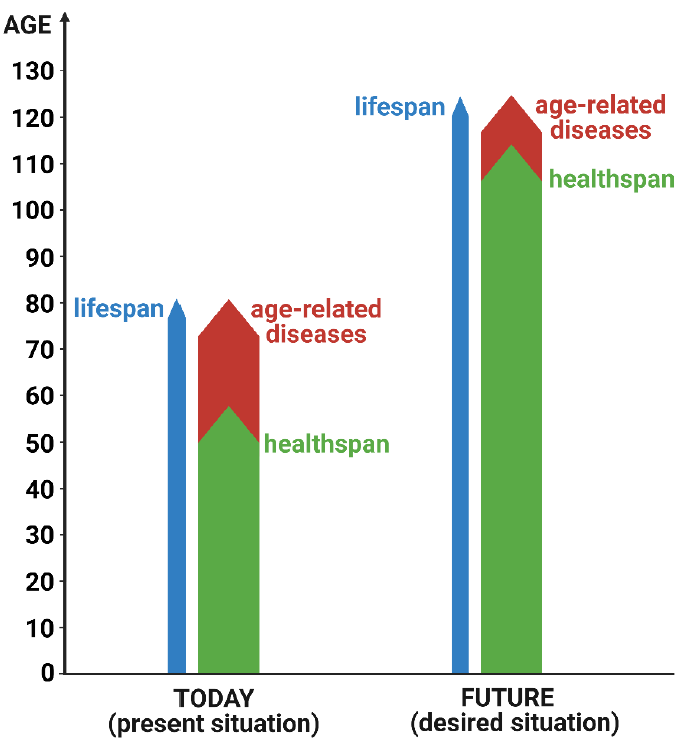 AGE
130
120
110
100
90
80
70
60
50
40
30
20
10
0
lifespan
age-related
diseases
healthspan
lifespan
age-related
diseases
healthspan
TODAY
(present situation)
FUTURE
(desired situation)